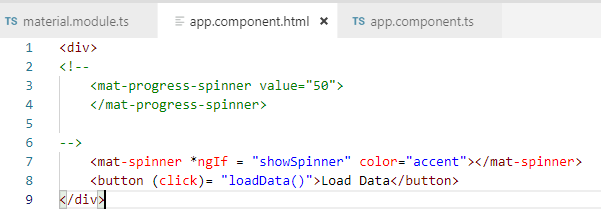 TS material.module.ts
app.component.html ×
TS app.component.ts
1 <div>
2 <!--
3     <mat-progress-spinner value="50">
4     </mat-progress-spinner>
5
6 -->
7     <mat-spinner *ngIf = "showSpinner" color="accent"></mat-spinner>
8     <button (click)= "loadData()">Load Data</button>
9 </div>